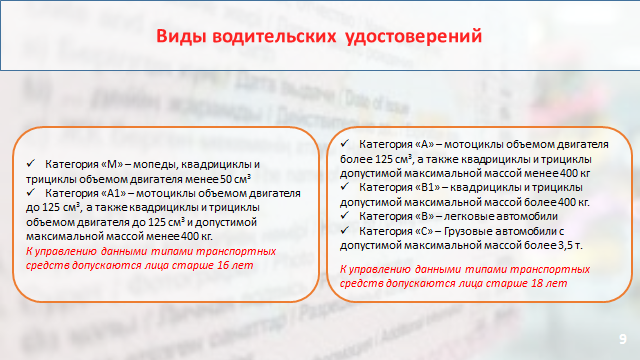 Виды водительских удостоверений
✓ Категория «М» – мопеды, квадрициклы и
трициклы объемом двигателя менее 50 см³
✓ Категория «А1» – мотоциклы объемом двигателя
до 125 см³, а также квадрициклы и трициклы
объемом двигателя до 125 см³ и допустимой
максимальной массой менее 400 кг.
К управлению данными типами транспортных
средств допускаются лица старше 16 лет
✓ Категория «А» – мотоциклы объемом двигателя
более 125 см³, а также квадрициклы и трициклы
допустимой максимальной массой менее 400 кг
✓ Категория «В1» – квадрициклы и трициклы
допустимой максимальной массой более 400 кг.
✓ Категория «В» – легковые автомобили
✓ Категория «С» – Грузовые автомобили с
допустимой максимальной массой более 3,5 т.
К управлению данными типами транспортных
средств допускаются лица старше 18 лет
9